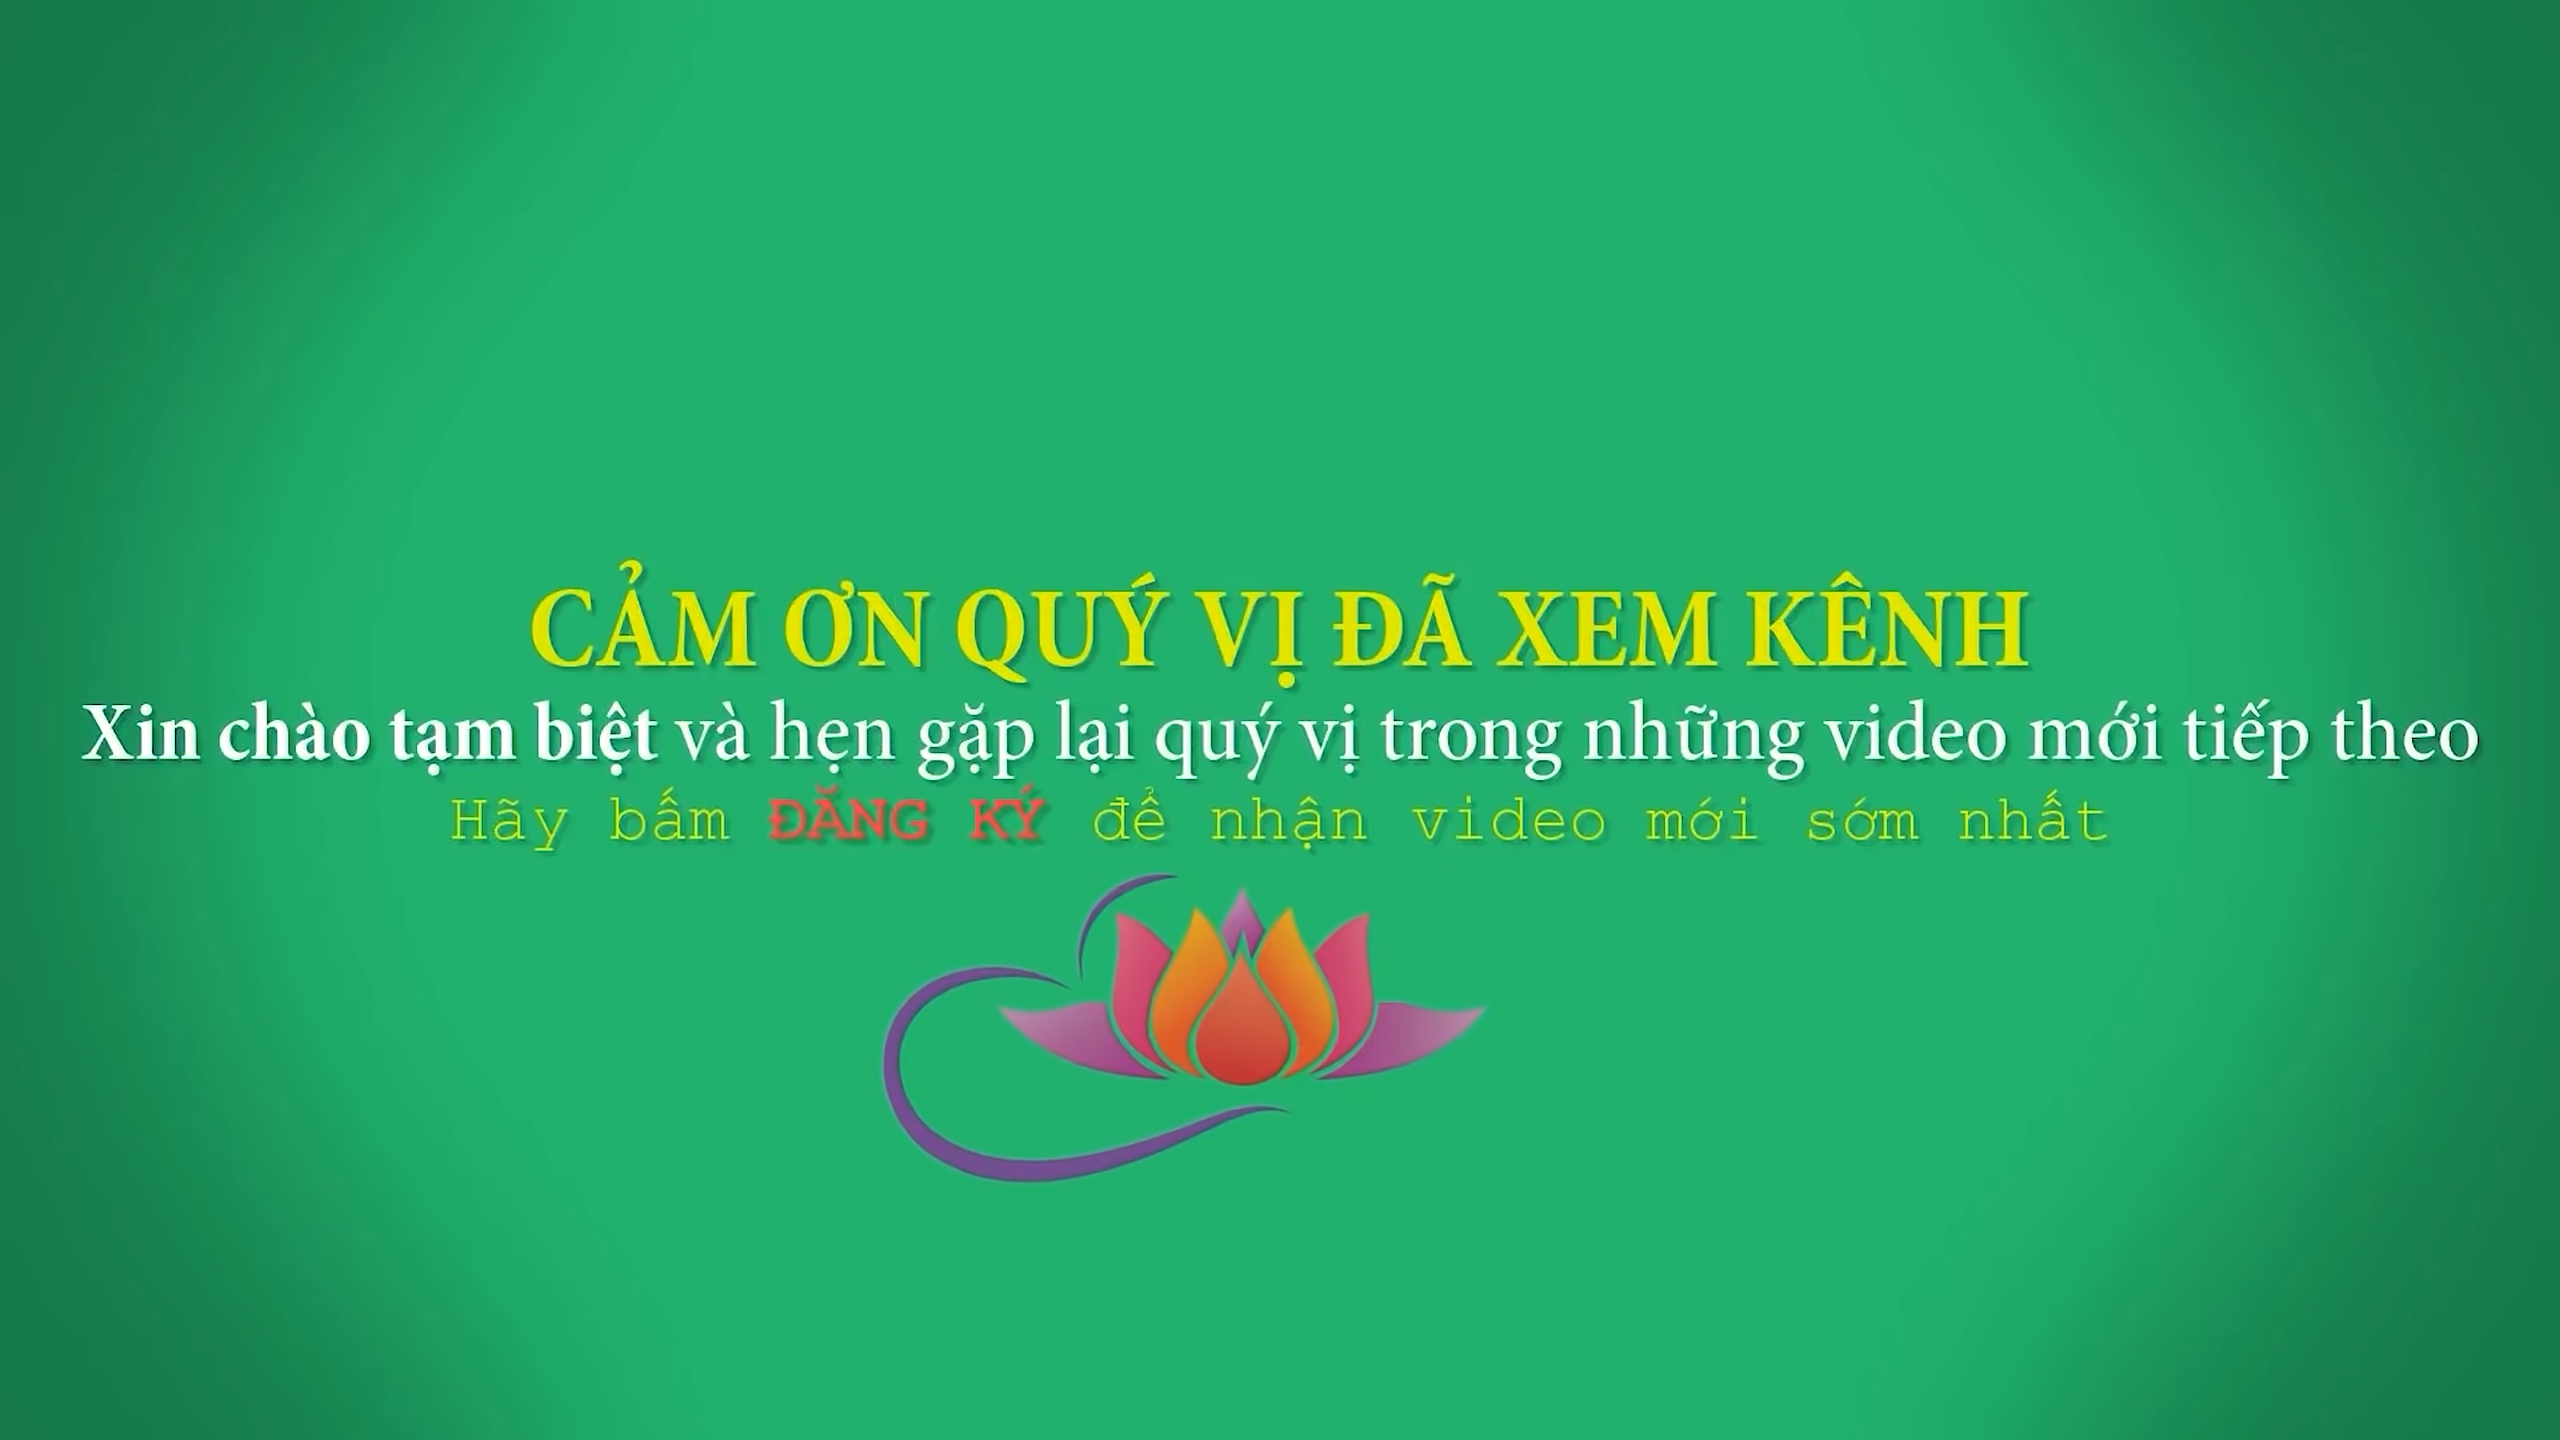 CẢM ƠN QUÝ VỊ ĐÃ XEM KÊNH
Xin chào tạm biệt và hẹn gặp lại quý vị trong những video mới tiếp theo
Hãy bấm ĐĂNG KÝ để nhận video mới sớm nhất